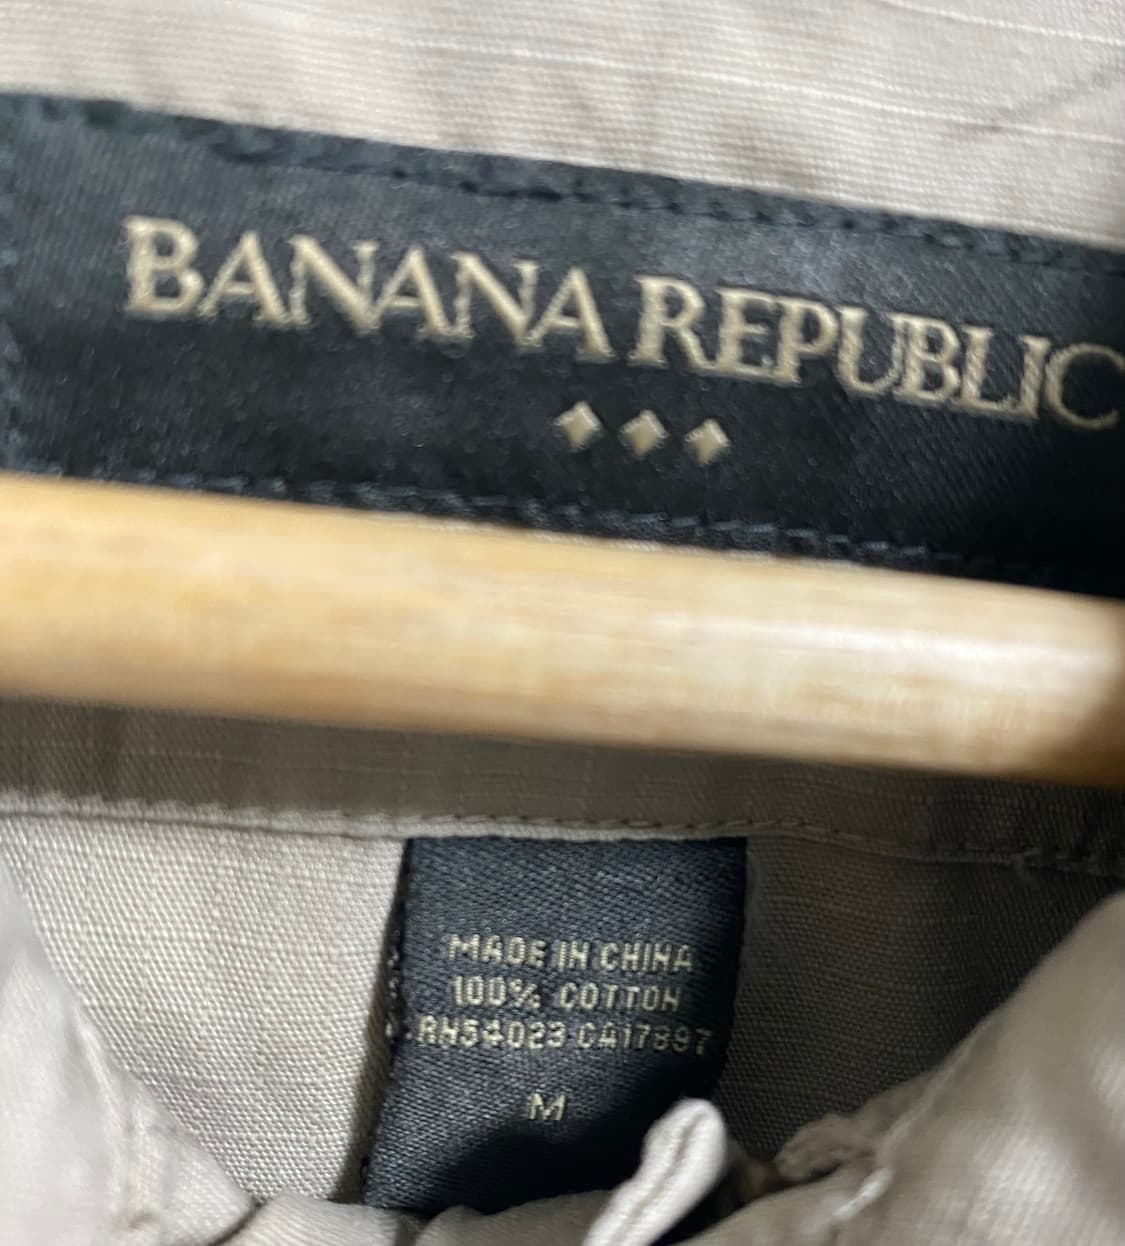 BANANA REPUBLIC
MADE IN CHINA
100% COTTON
RN54023 CA17897
M